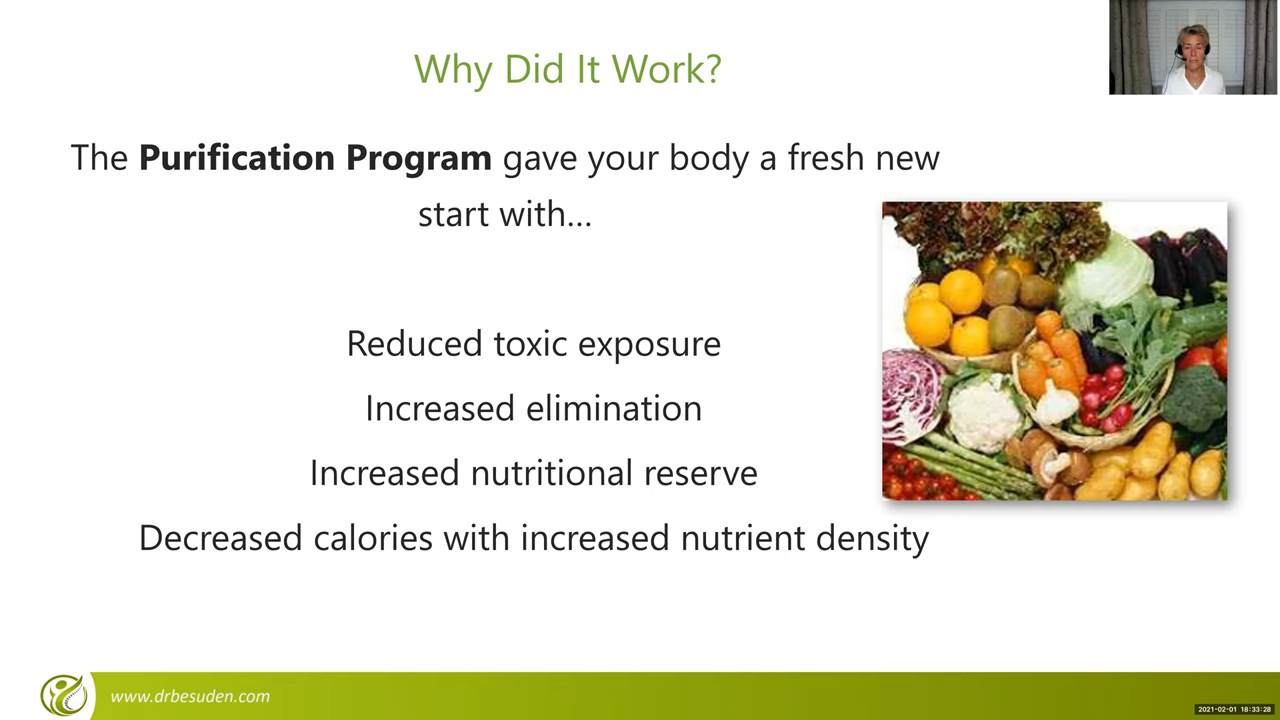 Why Did It Work?
The Purification Program gave your body a fresh new
start with...
Reduced toxic exposure
Increased elimination
Increased nutritional reserve
Decreased calories with increased nutrient density
www.drbesuden.com
2021-02-01 18:33:28